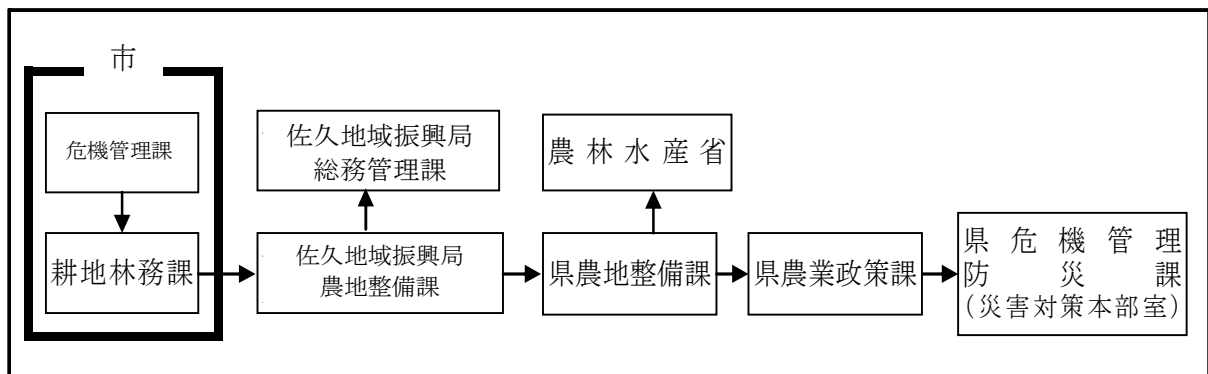 市
危機管理課
佐久地域振興局
総務管理課
農林水産省
耕地林務課
佐久地域振興局
農地整備課
県農地整備課
県農業政策課
県危機管理
防災課
(災害対策本部室)